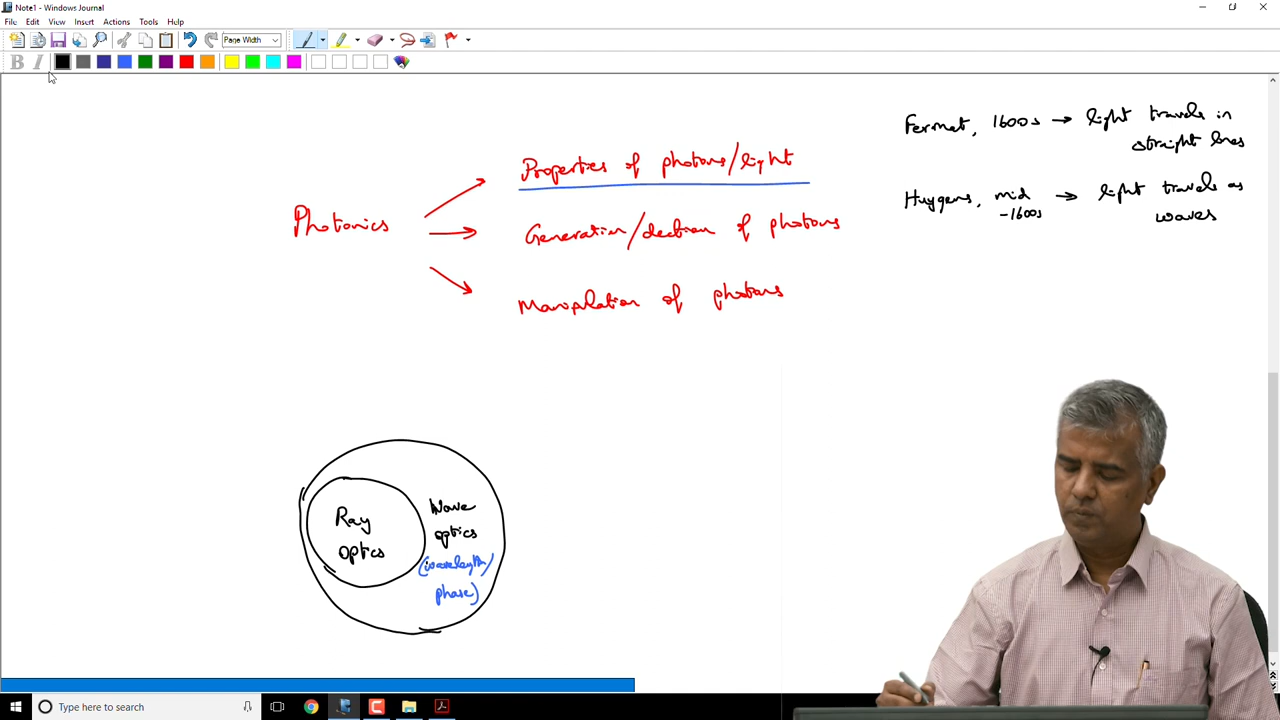 Note1 - Windows Journal
File Edit View Insert Actions Tools Help
Page Width
B I
Fermat, 1600s → light travels in
straight lines
Huygens, mid → light travels as
-1600s waves
Properties of photons/light
Photonics
Generation/dection of photons
Manipulation of photons
Ray
optics
Wave
optics
(wavelength/
phase)
Type here to search